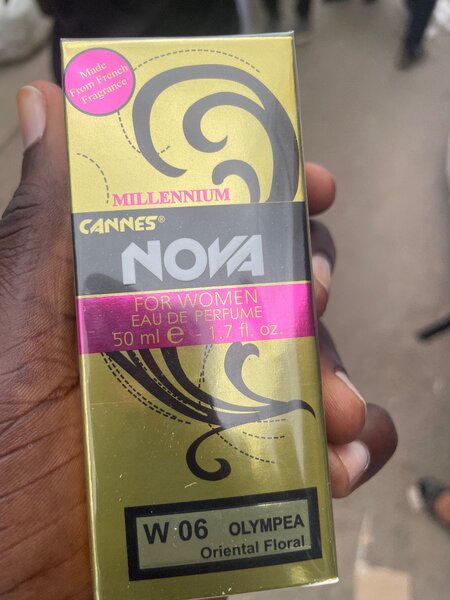 Made
From French
Fragrance
MILLENNIUM
CANNES®
NOVA
FOR WOMEN
EAU DE PERFUME
50 ml e - 1.7 fl. oz.
W 06 OLYMPEA
Oriental Floral